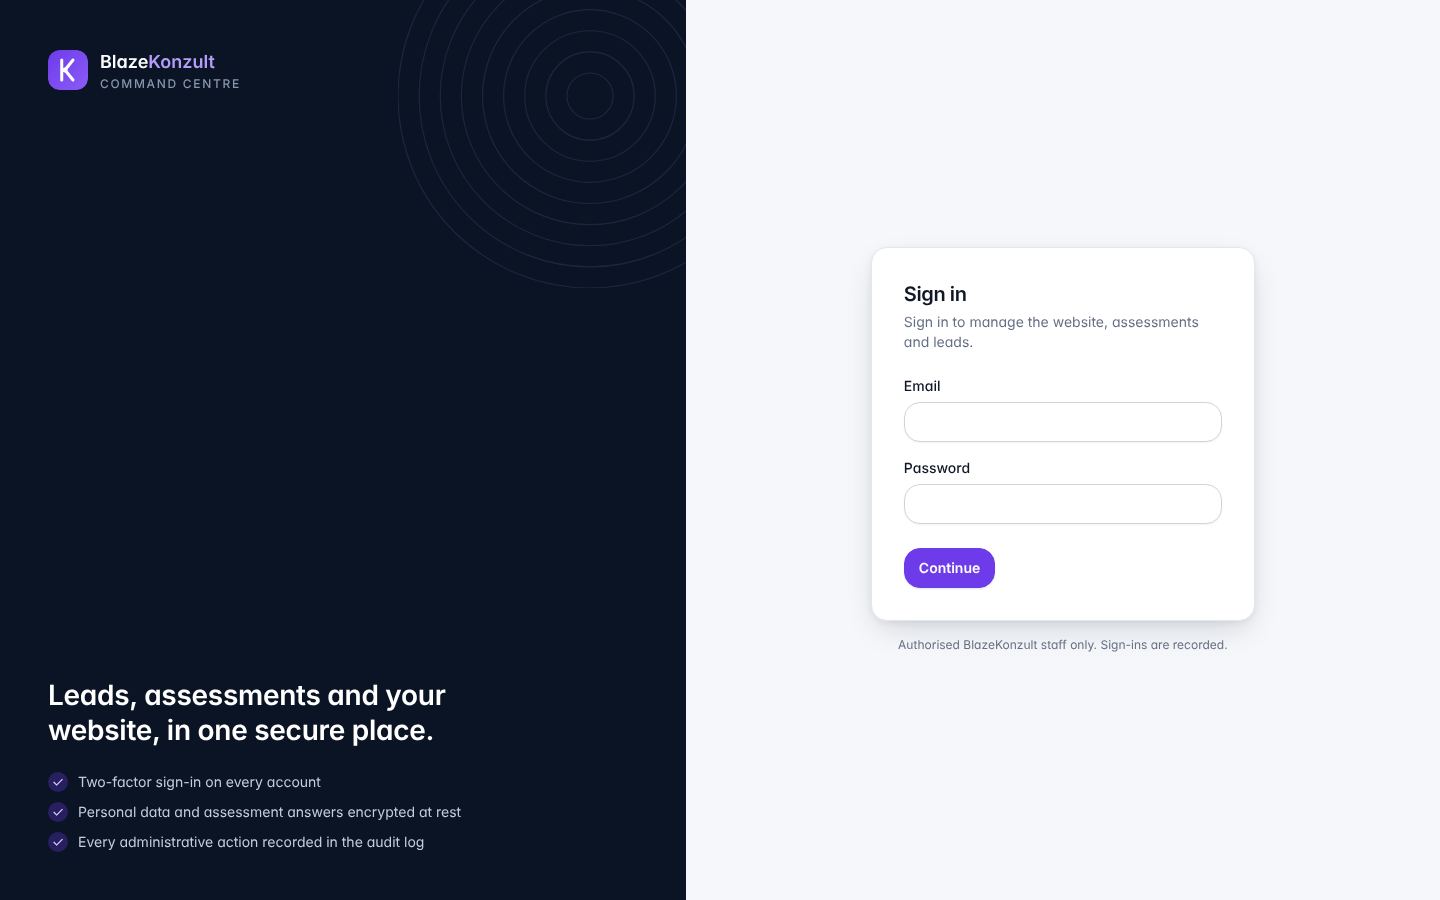 BlazeKonzult
COMMAND CENTRE
Leads, assessments and your
website, in one secure place.
Two-factor sign-in on every account
Personal data and assessment answers encrypted at rest
Every administrative action recorded in the audit log
Sign in
Sign in to manage the website, assessments
and leads.
Email
Password
Continue
Authorised BlazeKonzult staff only. Sign-ins are recorded.